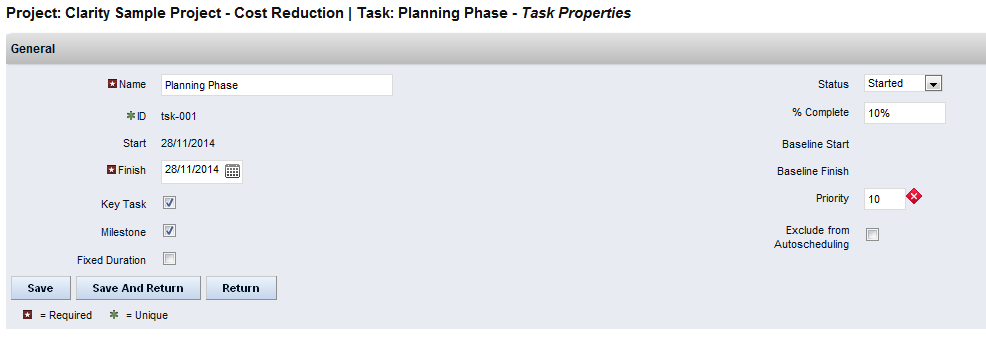 Project: Clarity Sample Project - Cost Reduction | Task: Planning Phase - Task Properties
General
Name Planning Phase
ID tsk-001
Start 28/11/2014
Finish 28/11/2014
Key Task
Milestone
Fixed Duration
Status Started
% Complete 10%
Baseline Start
Baseline Finish
Priority 10
Exclude from
Autoscheduling
Save Save And Return Return
= Required = Unique